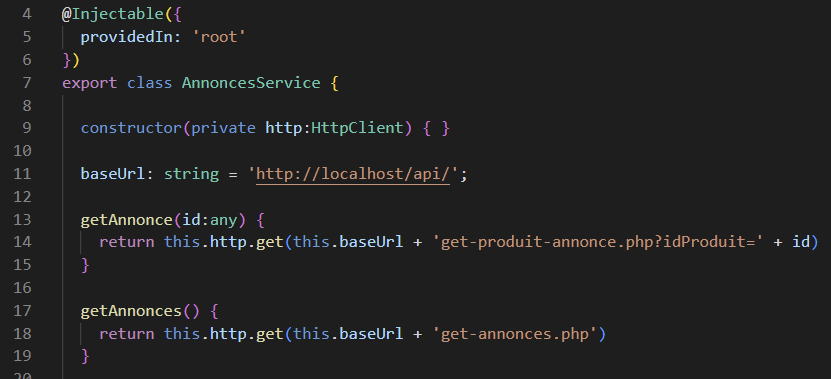 4 @Injectable({
5   providedIn: 'root'
6 })
7 export class AnnoncesService {
8
9   constructor(private http:HttpClient) { }
10
11   baseUrl: string = 'http://localhost/api/';
12
13   getAnnonce(id:any) {
14     return this.http.get(this.baseUrl + 'get-produit-annonce.php?idProduit=' + id)
15   }
16
17   getAnnonces() {
18     return this.http.get(this.baseUrl + 'get-annonces.php')
19   }
20